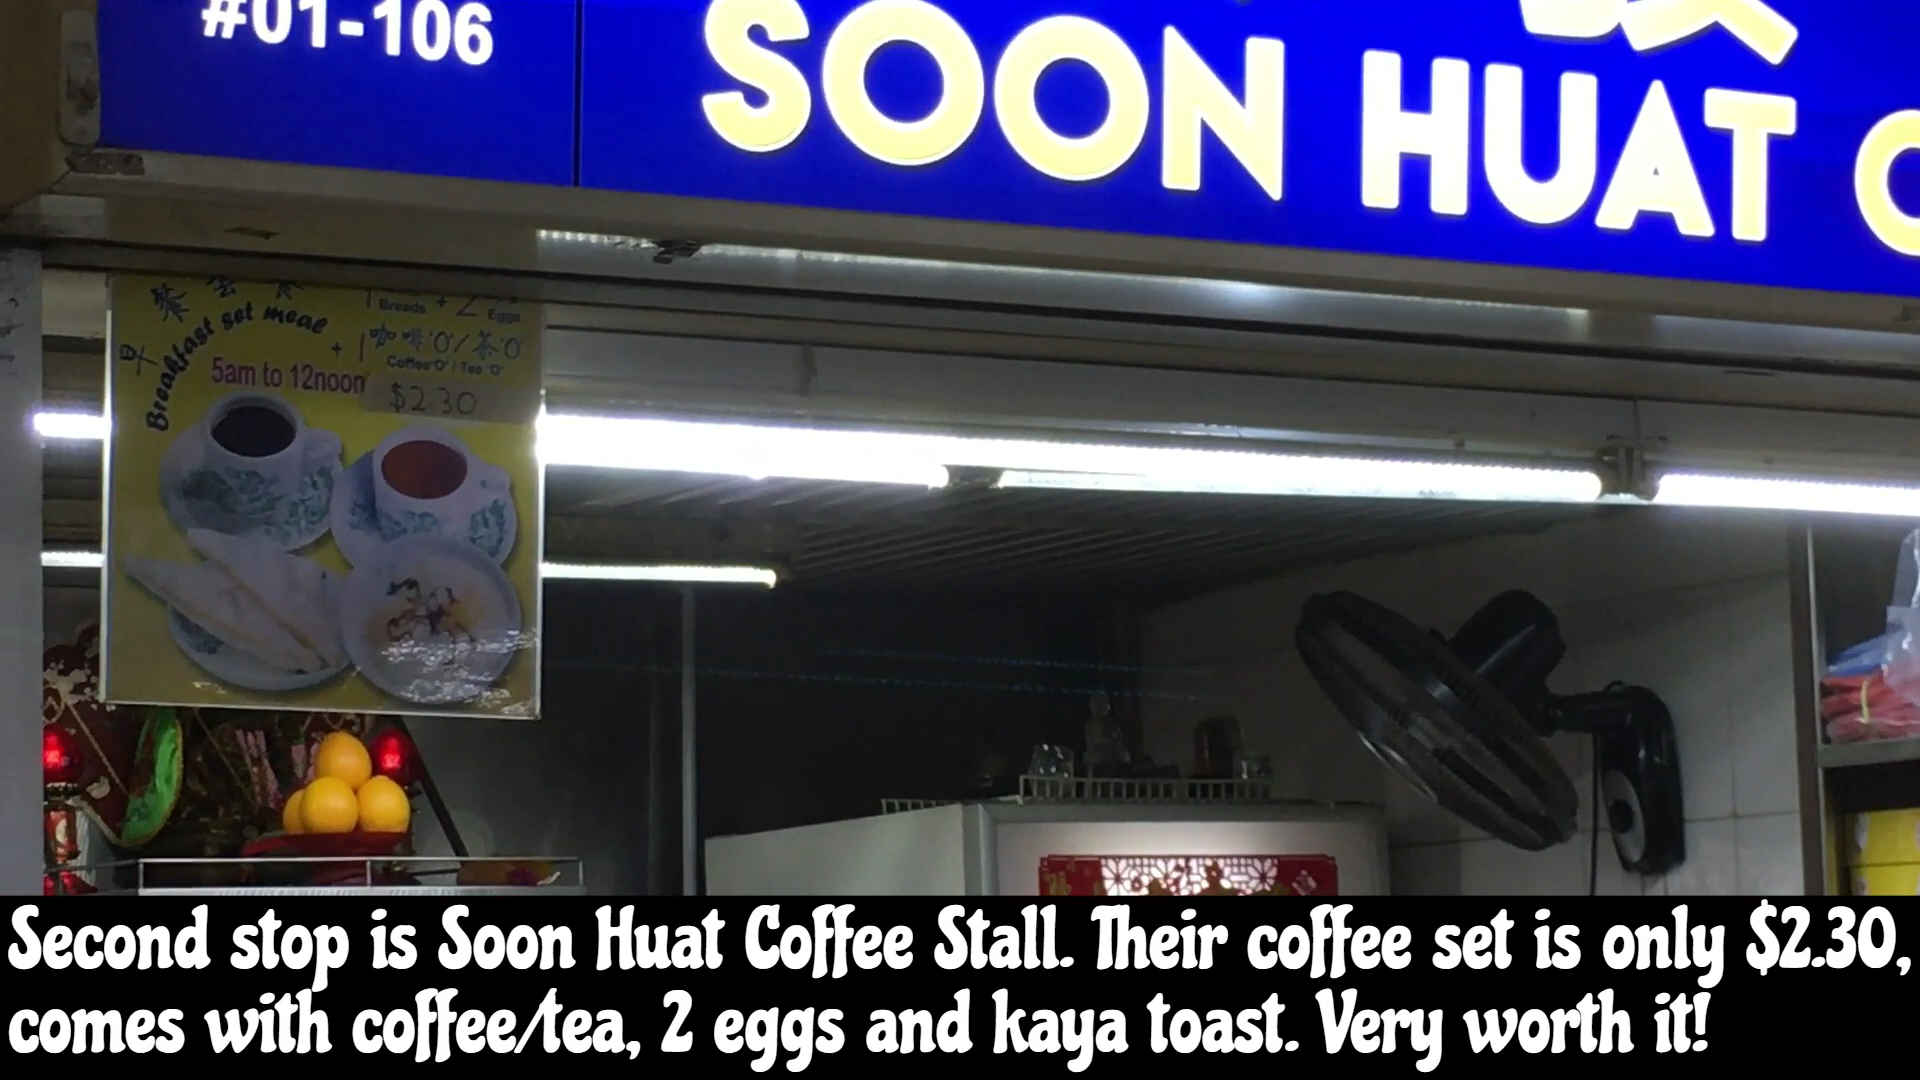 #01-106
SOON HUAT
早
餐
Breakfast set meal
5am to 12noon
Breads + 2 Eggs
+ 1 咖啡'O'/茶'O'
Coffee 'O' / Tea 'O'
$2.30
Second stop is Soon Huat Coffee Stall. Their coffee set is only $2.30,
comes with coffee/tea, 2 eggs and kaya toast. Very worth it!